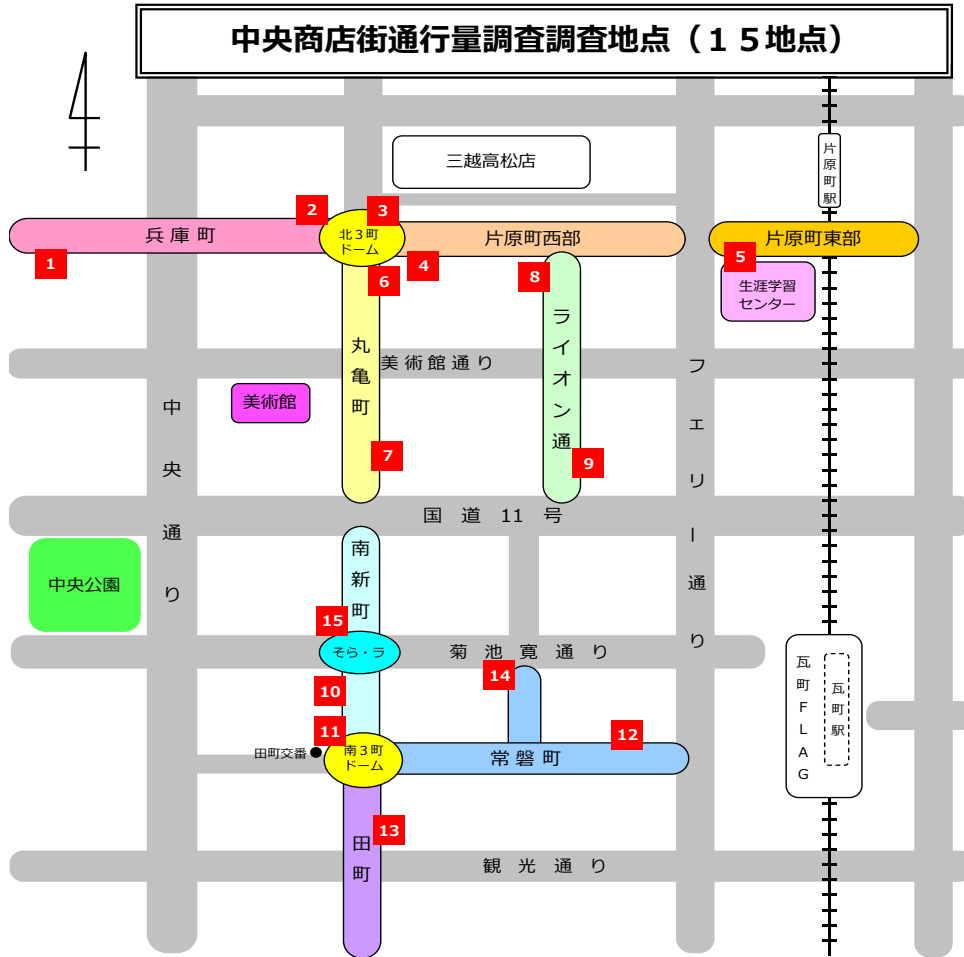 中央商店街通行量調査調査地点（１５地点）
三越高松店
片原町駅
2
3
兵庫町
北３町
ドーム
片原町西部
片原町東部
1
4
5
6
8
生涯学習
センター
丸亀町
ライオン通
美術館通り
フェリー通り
美術館
中央通り
7
9
国道11号
南新町
中央公園
15
そら・ラ
菊池寛通り
14
10
瓦町FLAG
瓦町駅
11
12
田町交番
南３町
ドーム
常磐町
13
田町
観光通り